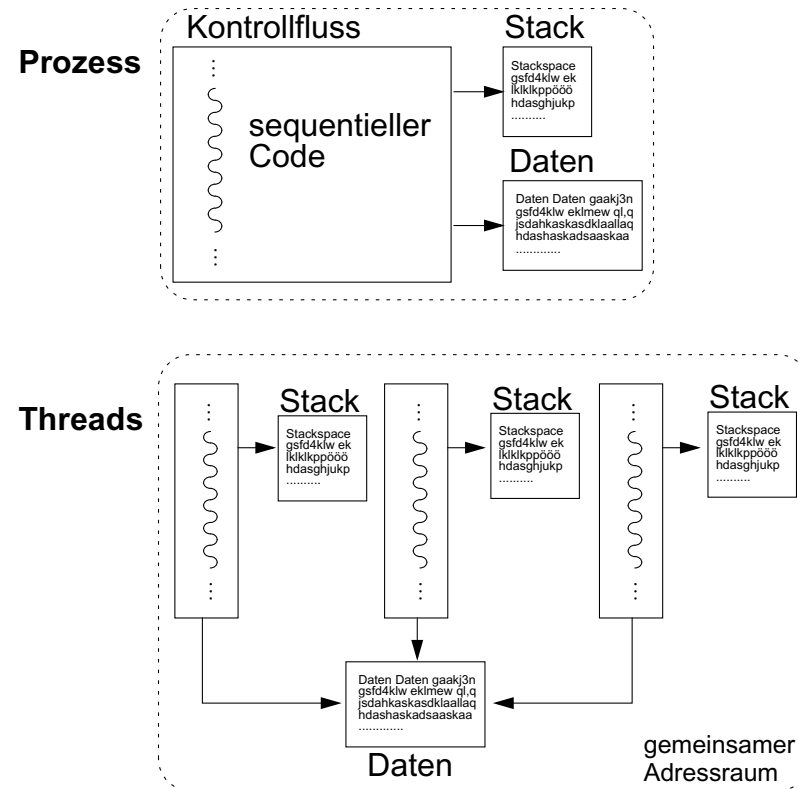 Kontrollfluss
Stack
Prozess
⋮
sequentieller
Code
⋮
Stackspace
gsfd4klw ek
lklklkppööö
hdasghjukp
..........
Daten
Daten Daten gaakj3n
gsfd4klw eklmew ql,q
jsdahkaskasdklaallaq
hdashaskadsaaskaa
.............
Threads
⋮
⋮
Stack
Stackspace
gsfd4klw ek
lklklkppööö
hdasghjukp
..........
⋮
⋮
Stack
Stackspace
gsfd4klw ek
lklklkppööö
hdasghjukp
..........
⋮
⋮
Stack
Stackspace
gsfd4klw ek
lklklkppööö
hdasghjukp
..........
Daten Daten gaakj3n
gsfd4klw eklmew ql,q
jsdahkaskasdklaallaq
hdashaskadsaaskaa
.............
Daten
gemeinsamer
Adressraum